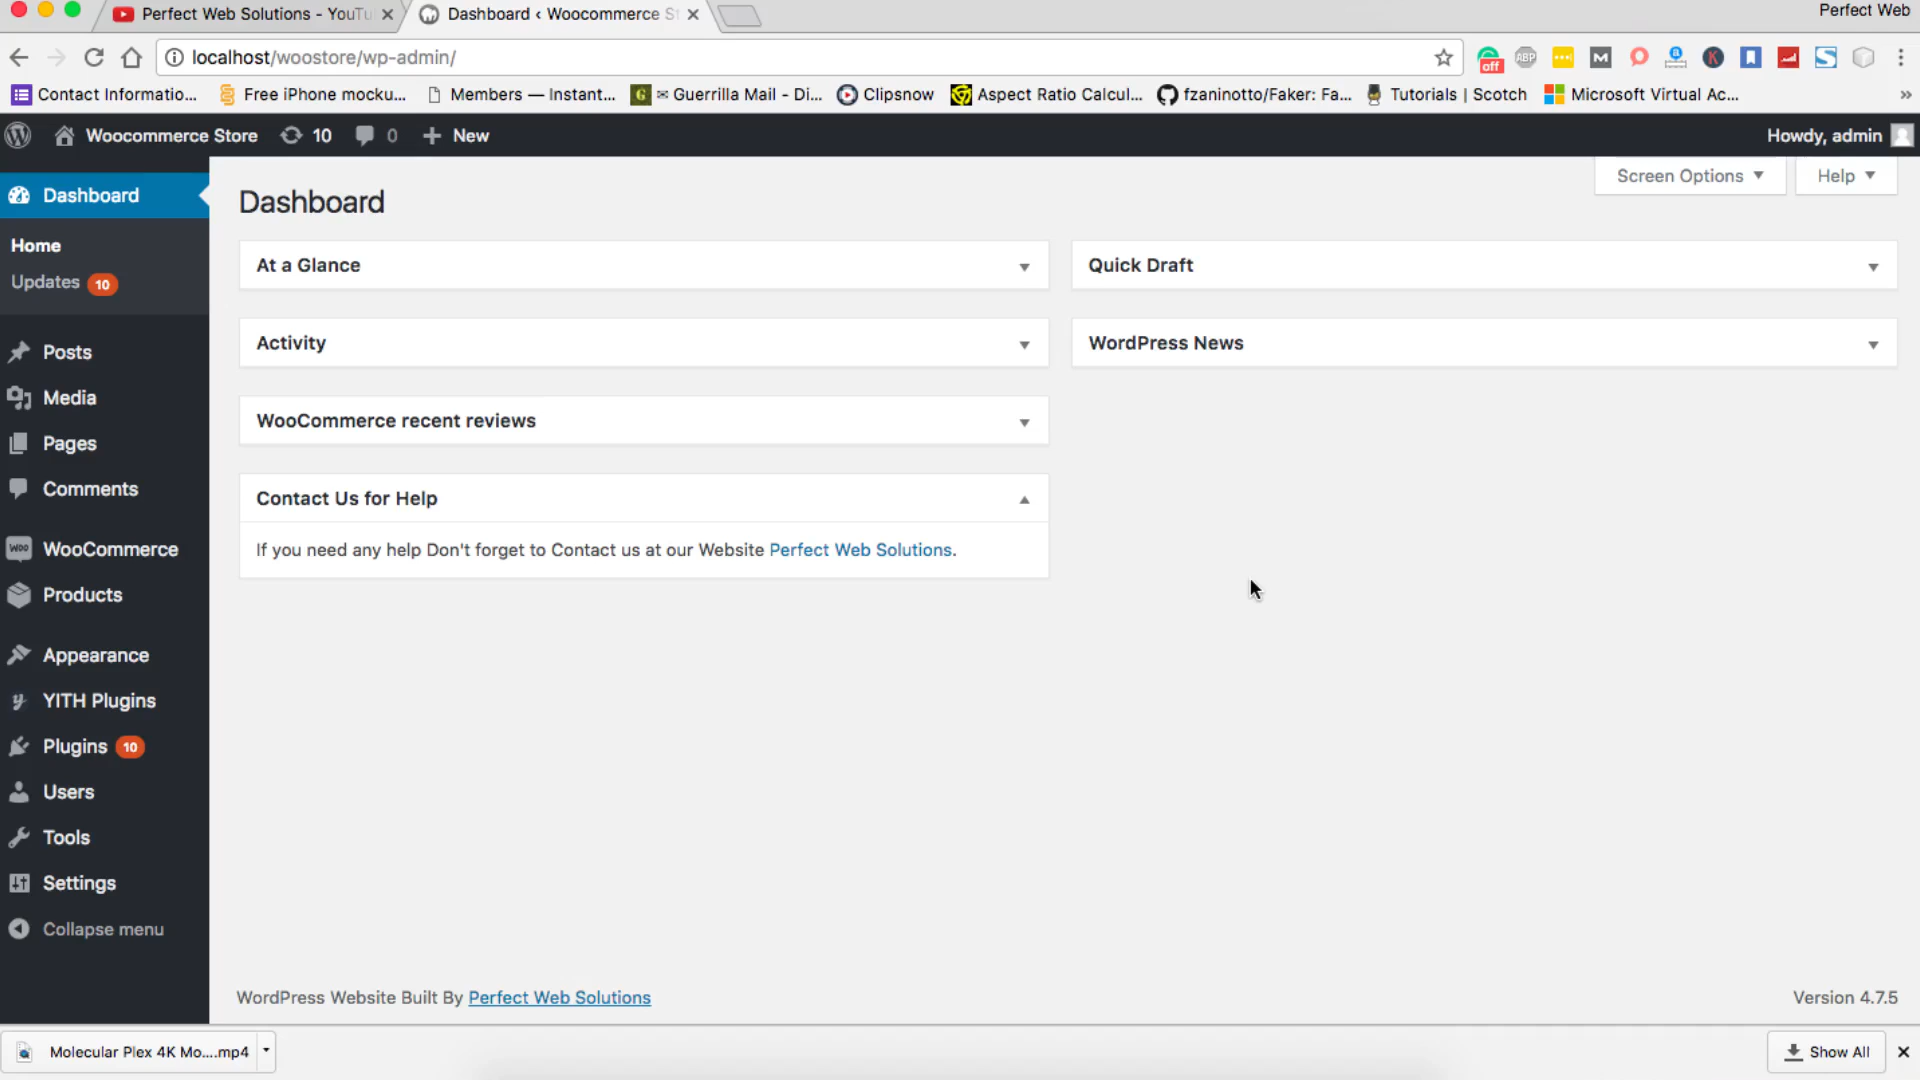 Perfect Web Solutions - YouTu
Dashboard ‹ Woocommerce St
Perfect Web
localhost/woostore/wp-admin/
off
ABP
Contact Informatio...
Free iPhone mocku...
Members — Instant...
Guerrilla Mail - Di...
Clipsnow
Aspect Ratio Calcul...
fzaninotto/Faker: Fa...
Tutorials | Scotch
Microsoft Virtual Ac...
»
Woocommerce Store
10
0
+ New
Howdy, admin
Dashboard
Home
Updates 10
Posts
Media
Pages
Comments
WooCommerce
Products
Appearance
YITH Plugins
Plugins 10
Users
Tools
Settings
Collapse menu
Screen Options
Help
Dashboard
At a Glance
Quick Draft
Activity
WordPress News
WooCommerce recent reviews
Contact Us for Help
If you need any help Don't forget to Contact us at our Website Perfect Web Solutions.
WordPress Website Built By Perfect Web Solutions
Version 4.7.5
Molecular Plex 4K Mo....mp4
Show All